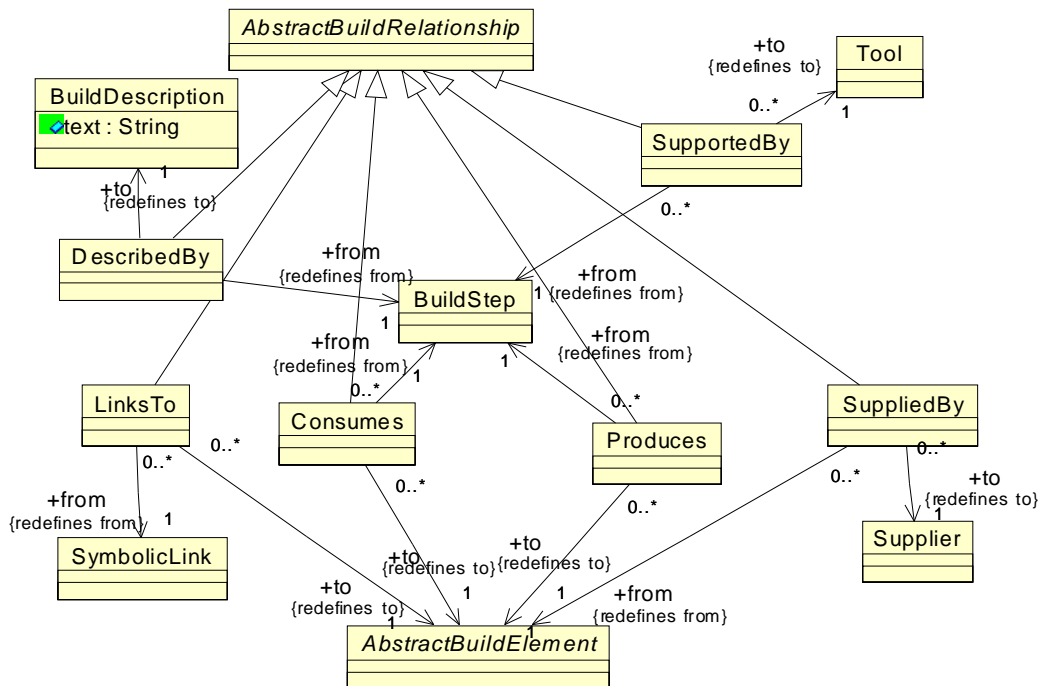 AbstractBuildRelationship
+to
{redefines to}
Tool
BuildDescription
text : String
0..*
1
SupportedBy
1
+to
{redefines to}
0..*
DescribedBy
+from
{redefines from}
+from
{redefines from}
BuildStep
1
1
+from
{redefines from}
1
+from
{redefines from}
1
0..*
0..*
LinksTo
Consumes
Produces
SuppliedBy
0..*
0..*
0..*
0..*
0..*
0..*
+from
{redefines from}
1
+to
{redefines to}
1
SymbolicLink
Supplier
+to
{redefines to}
1
+to
{redefines to}
1
+to
{redefines to}
1
+from
{redefines from}
1
AbstractBuildElement